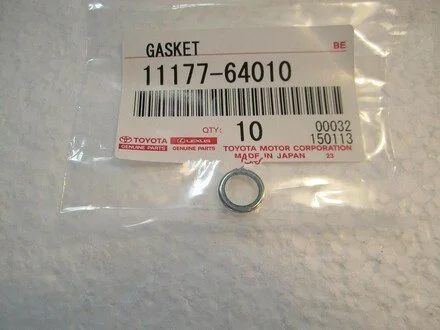 GASKET BE
11177-64010
TOYOTA GENUINE PARTS LEXUS GENUINE PARTS QTY: 10 00032
150113
TOYOTA MOTOR CORPORATION
MADE IN JAPAN 23